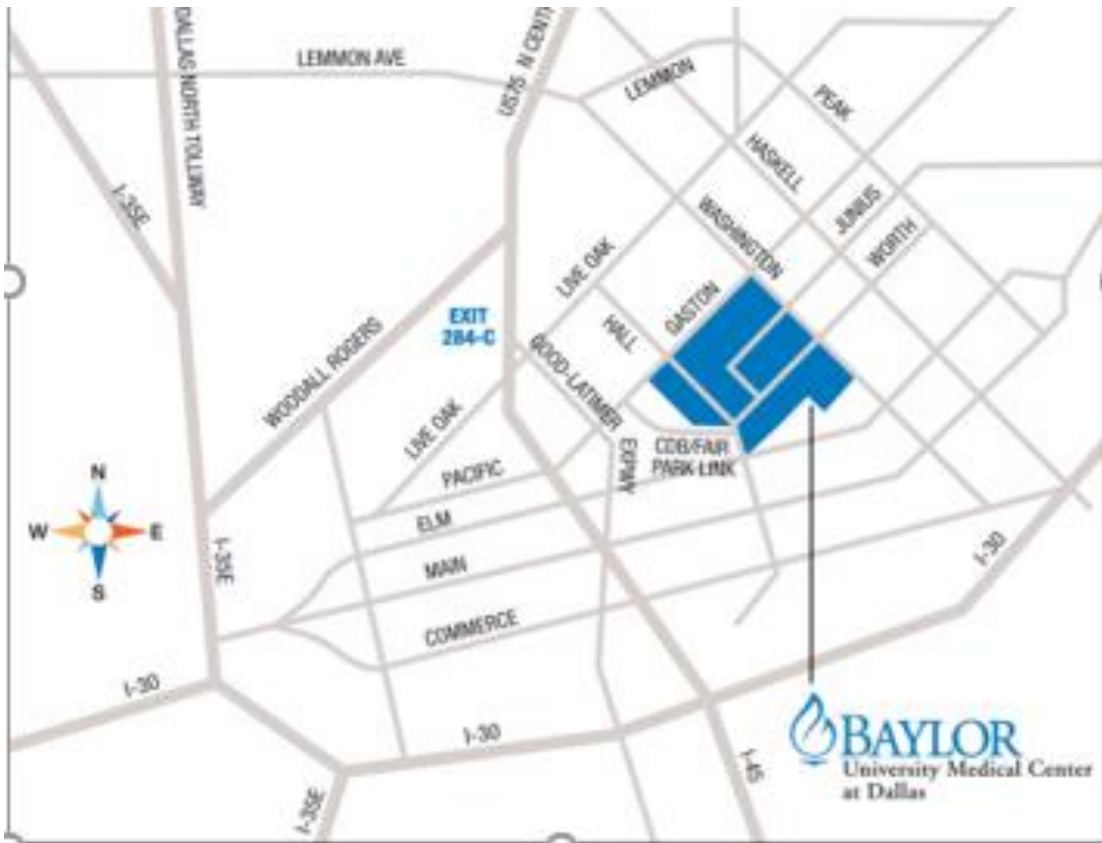 DALLAS NORTH TOLLWAY
LEMMON AVE
US75 N CENT
LEMMON
PEAK
I-35E
HASKELL
JUNIUS
WASHINGTON
WORTH
LIVE OAK
GASTON
EXIT
284-C
HALL
GOOD-LATIMER
EXPWY
WOODALL ROGERS
LIVE OAK
CDB/FAIR
PARK LINK
PACIFIC
ELM
N
W
E
S
I-35E
MAIN
I-30
COMMERCE
I-30
I-30
I-45
I-35E
BAYLOR
University Medical Center
at Dallas